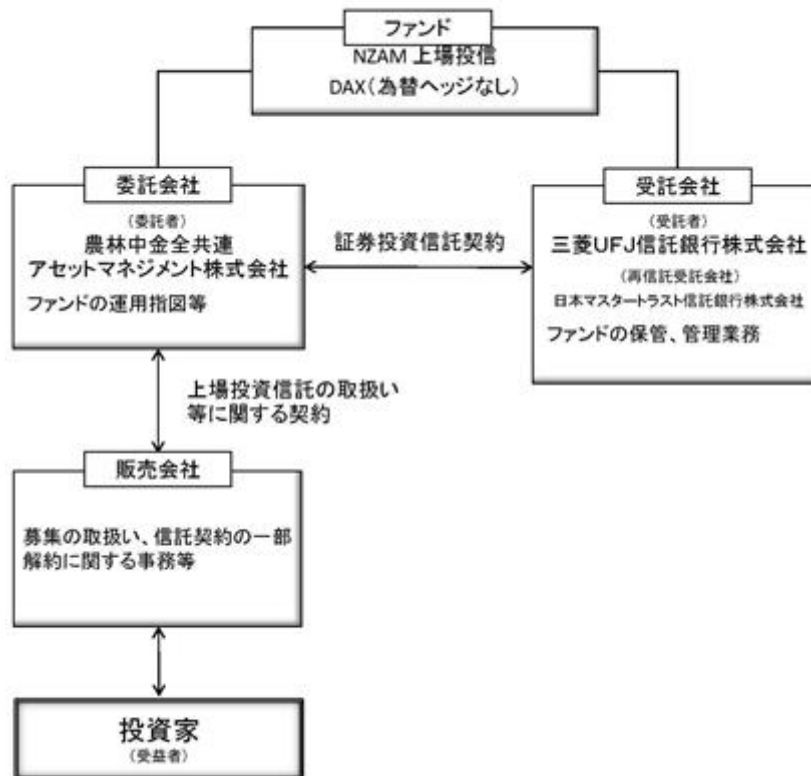 ファンド
NZAM 上場投信
DAX(為替ヘッジなし)
委託会社
(委託者)
農林中金全共連
アセットマネジメント株式会社
ファンドの運用指図等
証券投資信託契約
受託会社
(受託者)
三菱UFJ信託銀行株式会社
(再信託受託会社)
日本マスタートラスト信託銀行株式会社
ファンドの保管、管理業務
上場投資信託の取扱い
等に関する契約
販売会社
募集の取扱い、信託契約の一部
解約に関する事務等
投資家
(受益者)